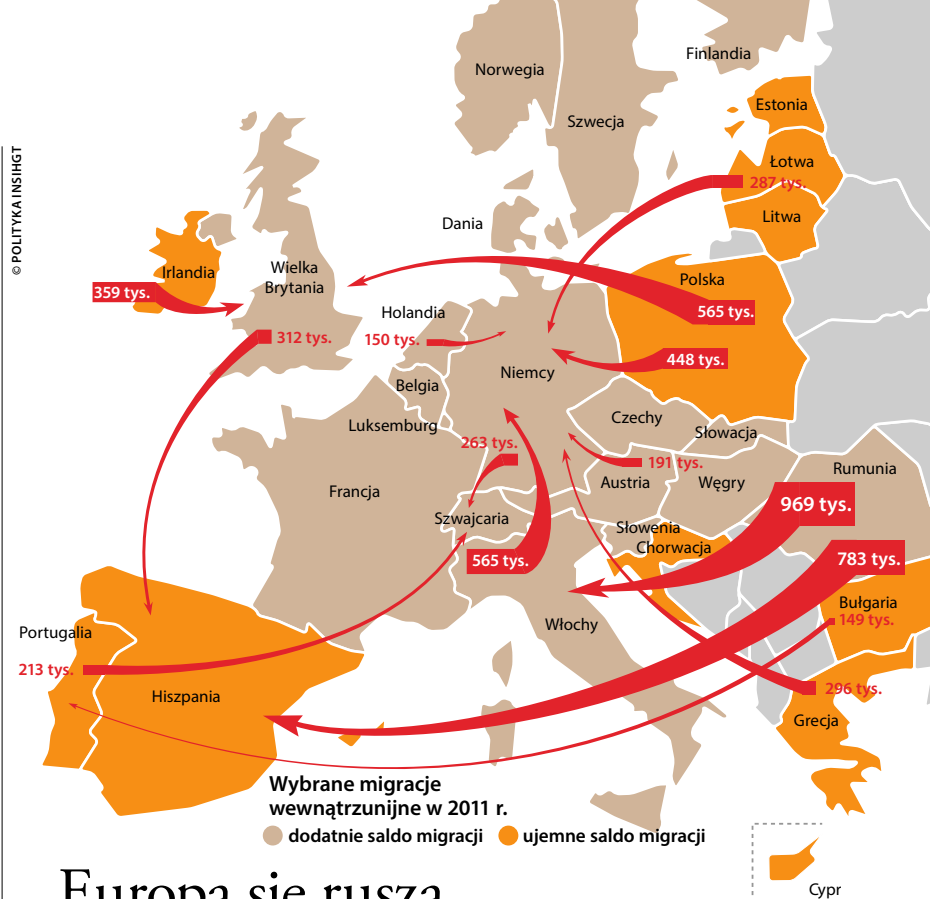 © POLITYKA INSIHGT
Norwegia
Finlandia
Szwecja
Estonia
Łotwa
287 tys.
Litwa
Dania
Irlandia
359 tys.
Wielka
Brytania
Polska
565 tys.
Holandia
312 tys.
150 tys.
448 tys.
Niemcy
Belgia
Czechy
Luksemburg
Słowacja
263 tys.
191 tys.
Rumunia
Francja
Austria
Węgry
969 tys.
Szwajcaria
Słowenia
Chorwacja
565 tys.
783 tys.
Bułgaria
149 tys.
Włochy
Portugalia
213 tys.
Hiszpania
296 tys.
Grecja
Wybrane migracje
wewnątrzunijne w 2011 r.
dodatnie saldo migracji
ujemne saldo migracji
Cypr
Europa się rusza